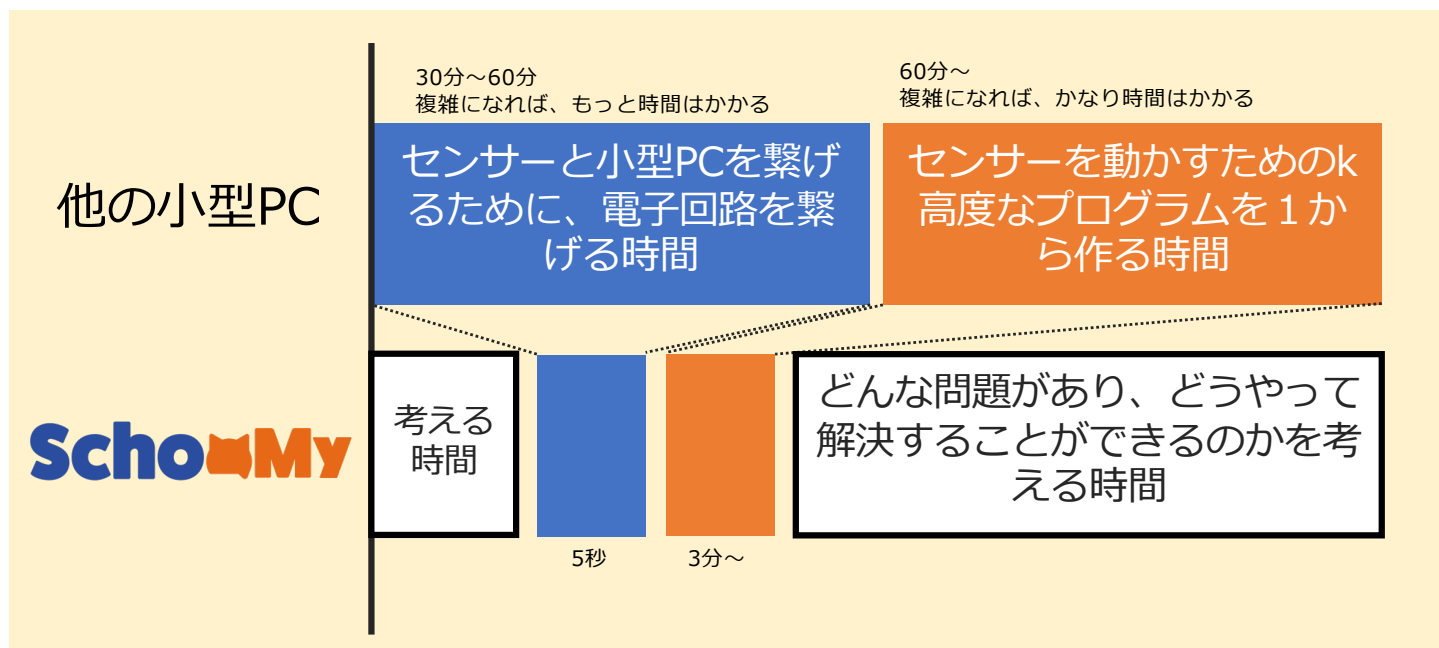 30分～60分
複雑になれば、もっと時間はかかる
60分～
複雑になれば、かなり時間はかかる
センサーと小型PCを繋げ
るために、電子回路を繋
げる時間
センサーを動かすためのk
高度なプログラムを１か
ら作る時間
他の小型PC
SchooMy
考える
時間
どんな問題があり、どうやって
解決することができるのかを考
える時間
5秒
3分～